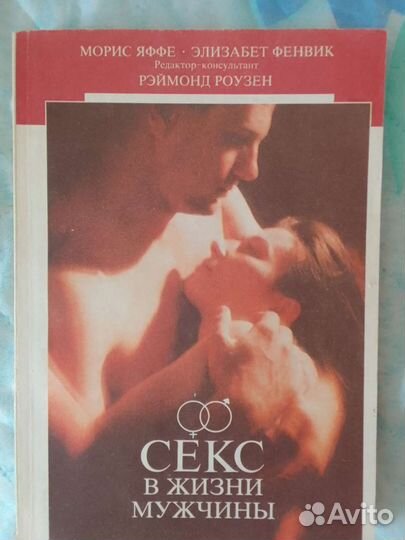 МОРИС ЯФФЕ · ЭЛИЗАБЕТ ФЕНВИК
Редактор-консультант
РЭЙМОНД РОУЗЕН
СЕКС
В ЖИЗНИ
МУЖЧИНЫ
Avito